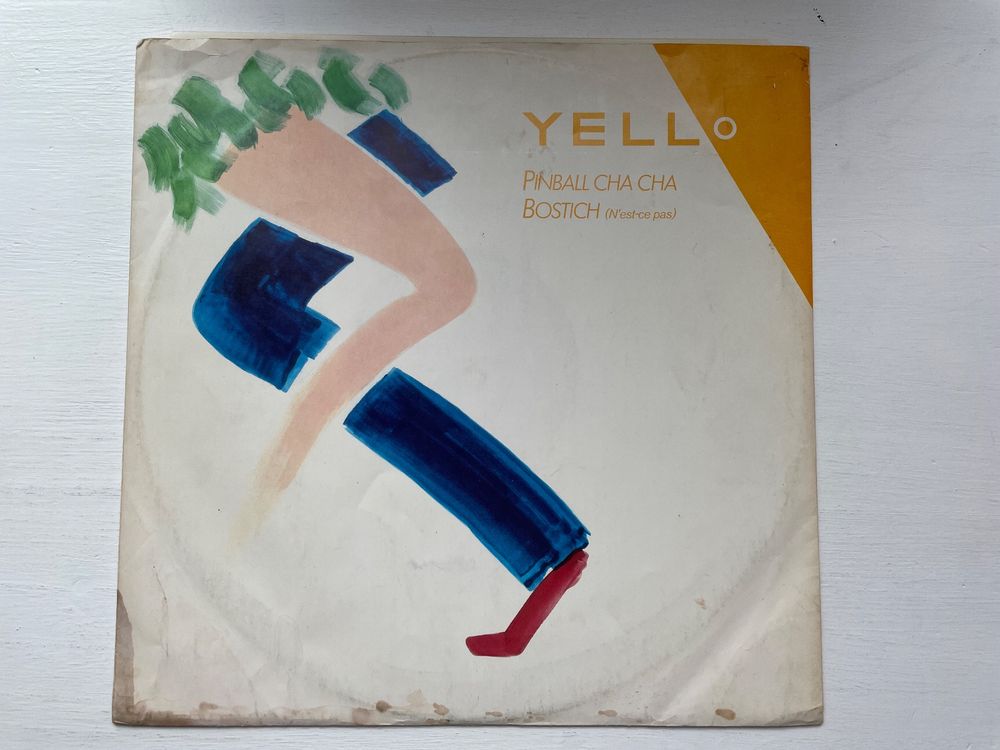 YELLO
PINBALL CHA CHA
BOSTICH (N'est-ce pas)